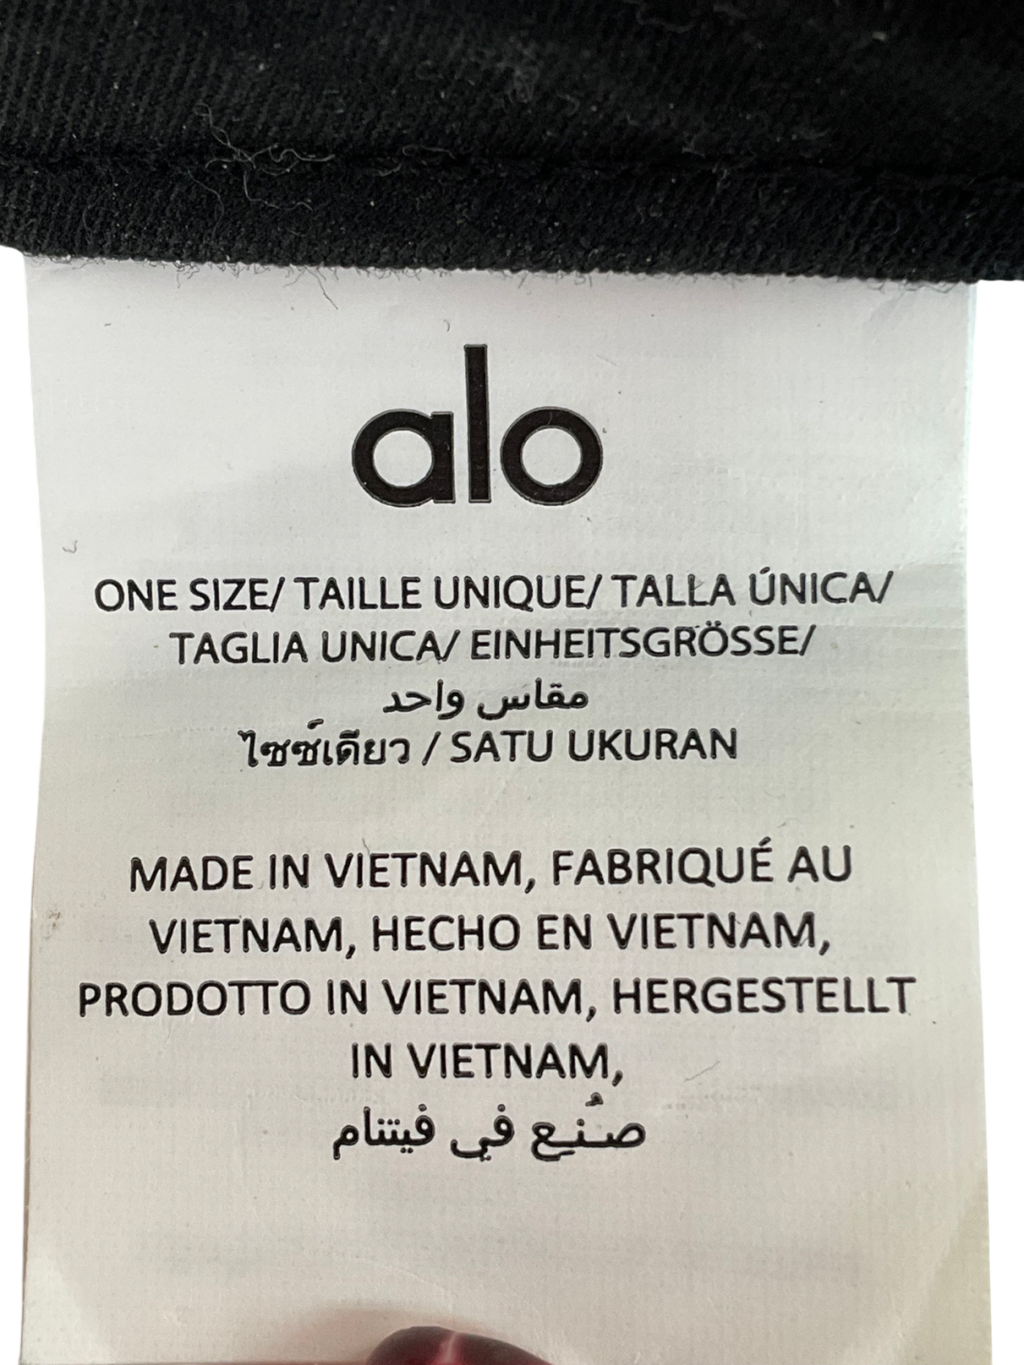 alo
ONE SIZE/ TAILLE UNIQUE/ TALLA ÚNICA/
TAGLIA UNICA/ EINHEITSGRÖSSE/
مقاس واحد
ไซซ์เดียว / SATU UKURAN
MADE IN VIETNAM, FABRIQUÉ AU
VIETNAM, HECHO EN VIETNAM,
PRODOTTO IN VIETNAM, HERGESTELLT
IN VIETNAM,
صُنع في فيتنام